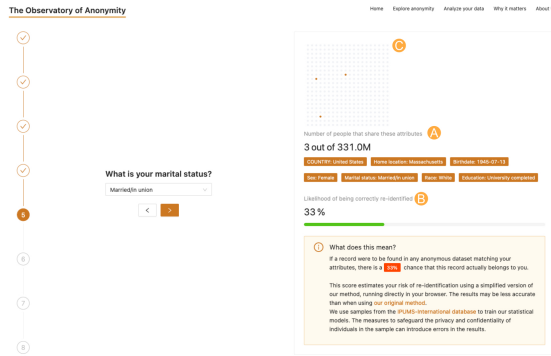 The Observatory of Anonymity
Home Explore anonymity Analyze your data Why it matters About
5
6
7
8
What is your marital status?
Married/in union
<
>
C
Number of people that share these attributes A
3 out of 331.0M
COUNTRY: United States Home location: Massachusetts Birthdate: 1945-07-13
Sex: Female Marital status: Married/in union Race: White Education: University completed
Likelihood of being correctly re-identified B
33 %
What does this mean?
If a record were to be found in any anonymous dataset matching your
attributes, there is a 33% chance that this record actually belongs to you.
This score estimates your risk of re-identification using a simplified version of
our method, running directly in your browser. The results may be less accurate
than when using our original method.
We use samples from the IPUMS-International database to train our statistical
models. The measures to safeguard the privacy and confidentiality of
individuals in the sample can introduce errors in the results.